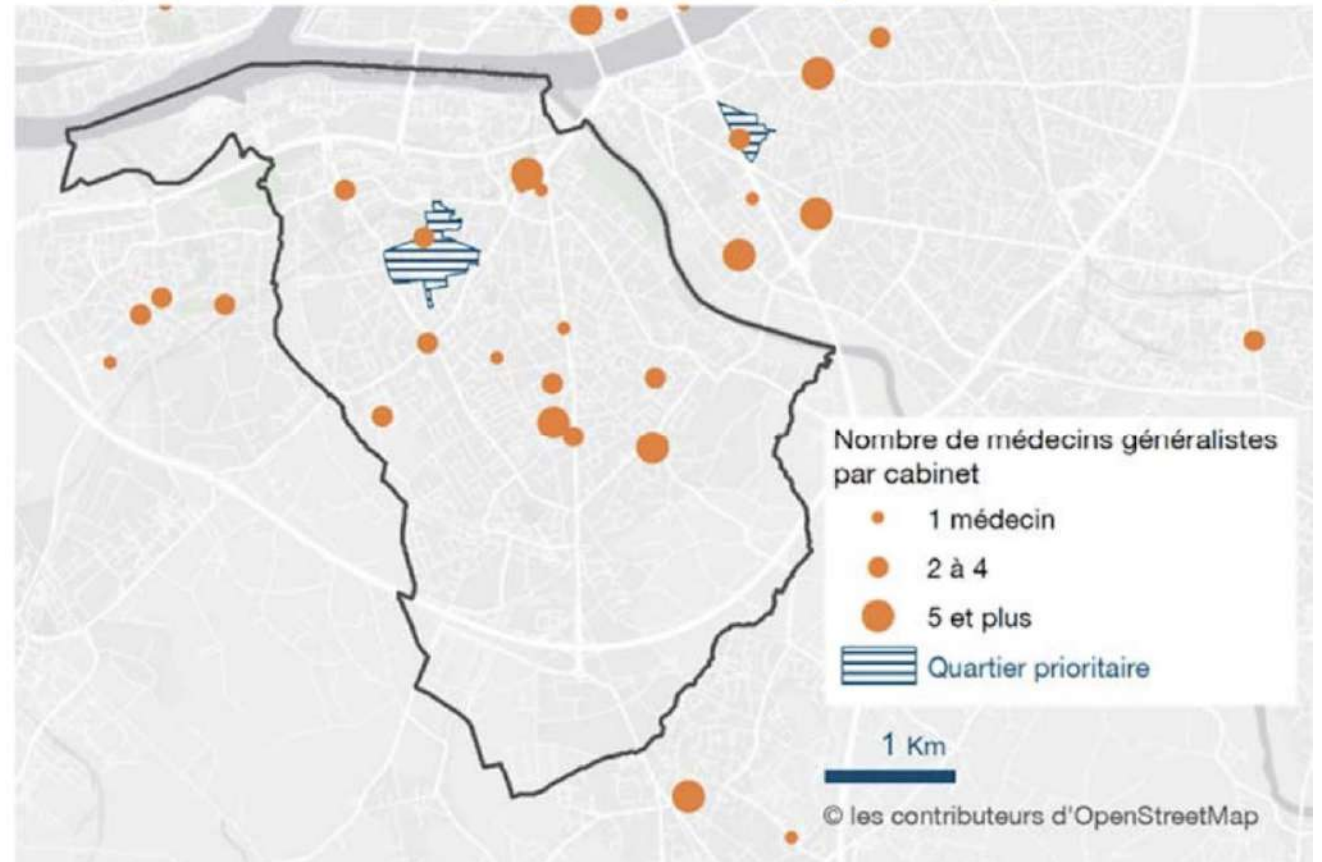 Nombre de médecins généralistes
par cabinet
1 médecin
2 à 4
5 et plus
Quartier prioritaire
1 Km
© les contributeurs d'OpenStreetMap